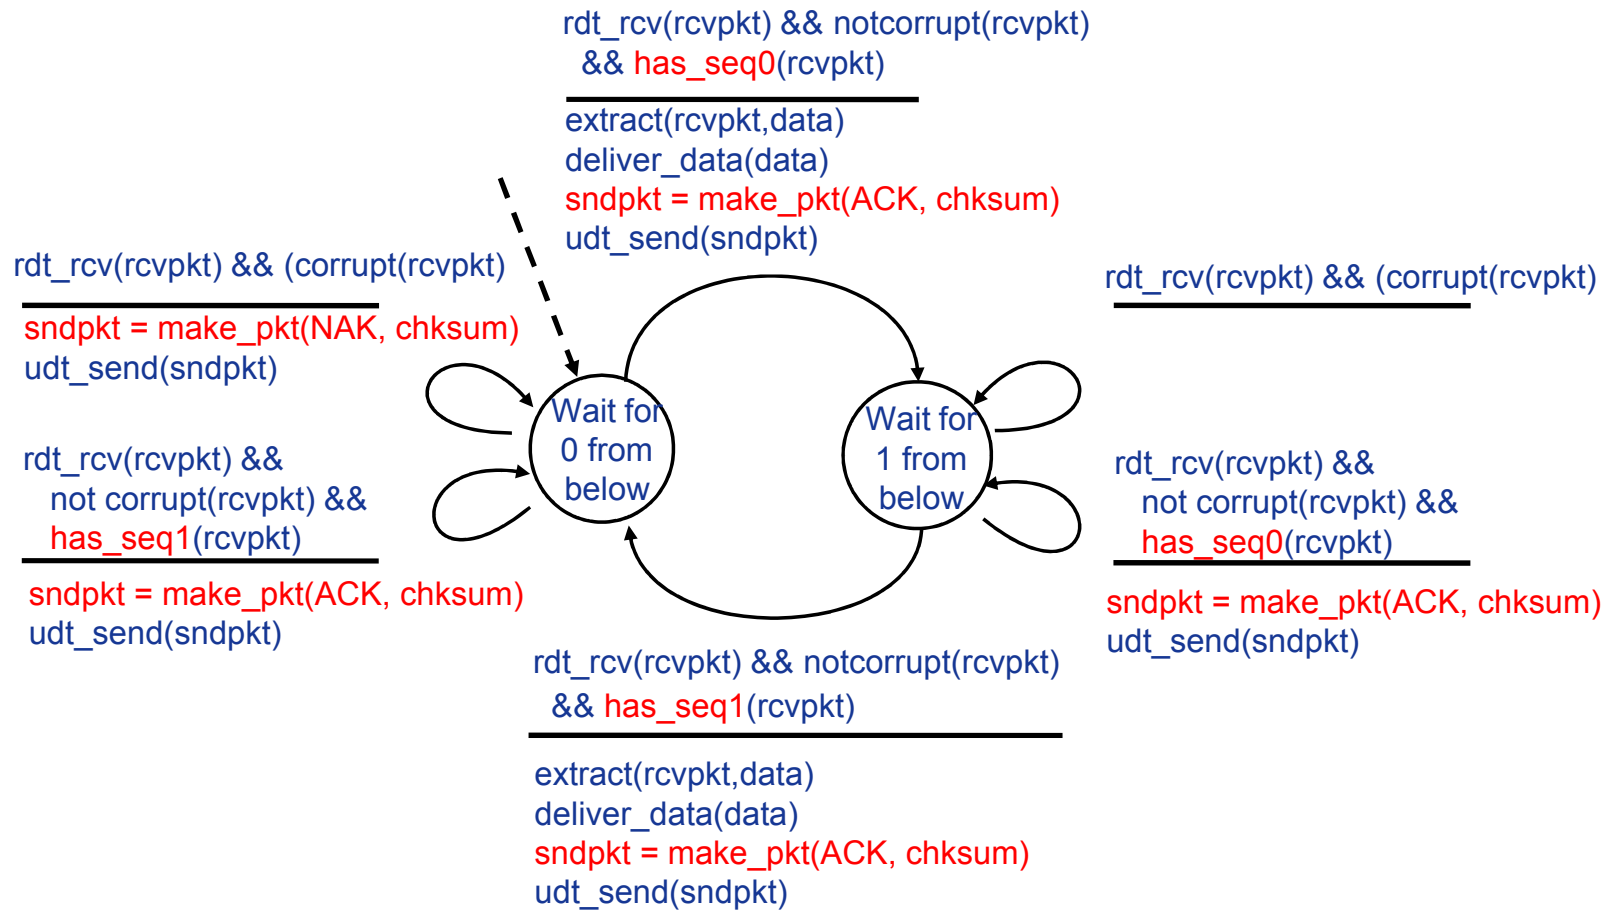 rdt_rcv(rcvpkt) && notcorrupt(rcvpkt)
&& has_seq0(rcvpkt)
extract(rcvpkt,data)
deliver_data(data)
sndpkt = make_pkt(ACK, chksum)
udt_send(sndpkt)
rdt_rcv(rcvpkt) && (corrupt(rcvpkt)
sndpkt = make_pkt(NAK, chksum)
udt_send(sndpkt)
rdt_rcv(rcvpkt) &&
not corrupt(rcvpkt) &&
has_seq1(rcvpkt)
sndpkt = make_pkt(ACK, chksum)
udt_send(sndpkt)
Wait for
0 from
below
Wait for
1 from
below
rdt_rcv(rcvpkt) && (corrupt(rcvpkt)
rdt_rcv(rcvpkt) &&
not corrupt(rcvpkt) &&
has_seq0(rcvpkt)
sndpkt = make_pkt(ACK, chksum)
udt_send(sndpkt)
rdt_rcv(rcvpkt) && notcorrupt(rcvpkt)
&& has_seq1(rcvpkt)
extract(rcvpkt,data)
deliver_data(data)
sndpkt = make_pkt(ACK, chksum)
udt_send(sndpkt)